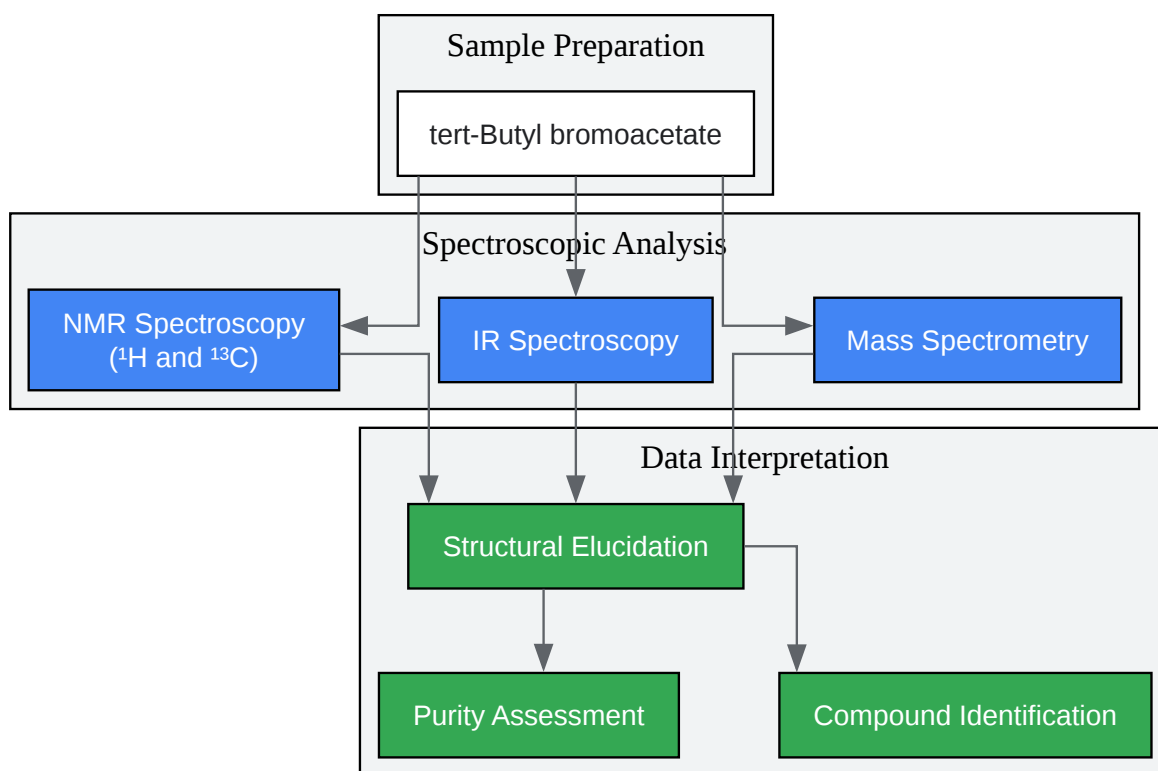 Sample Preparation
tert-Butyl bromoacetate
Spectroscopic Analysis
NMR Spectroscopy
(¹H and ¹³C)
IR Spectroscopy
Mass Spectrometry
Data Interpretation
Structural Elucidation
Purity Assessment
Compound Identification